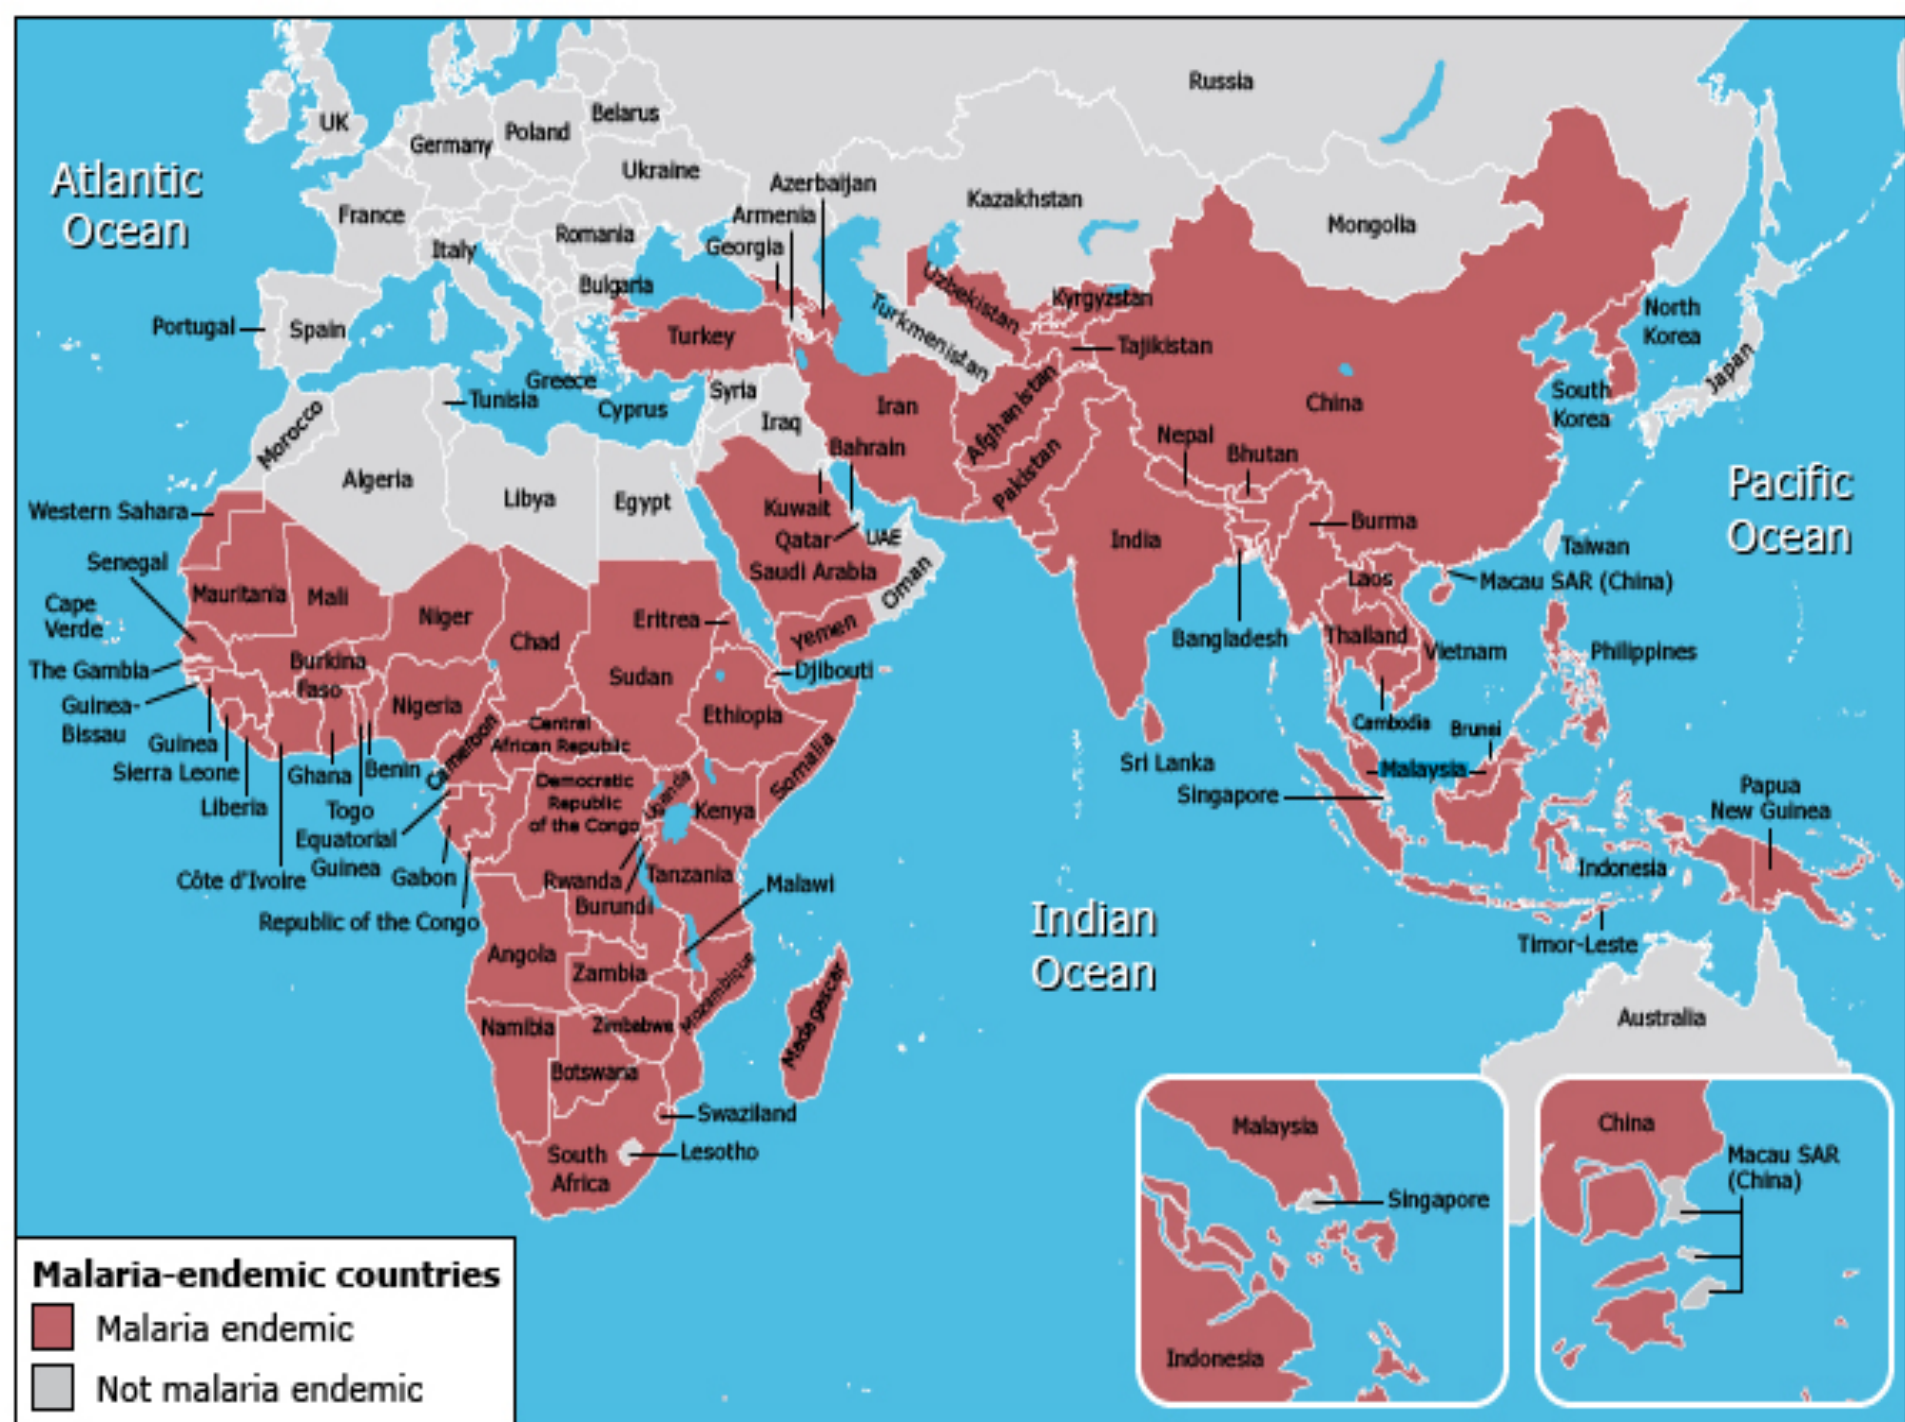 Russia
UK
Germany
Poland
Belarus
Ukraine
Atlantic
Ocean
France
Italy
Romania
Bulgaria
Azerbaijan
Armenia
Georgia
Kazakhstan
Mongolia
Portugal
Spain
Turkey
Uzbekistan
Kyrgyzstan
Turkmenistan
Tajikistan
North
Korea
Japan
South
Korea
Greece
Tunisia
Cyprus
Syria
Iraq
Iran
Afghanistan
China
Morocco
Algeria
Libya
Egypt
Bahrain
Pakistan
Nepal
Bhutan
Pacific
Ocean
Western Sahara
Kuwait
Qatar
UAE
India
Burma
Taiwan
Senegal
Mauritania
Mali
Niger
Chad
Eritrea
Saudi Arabia
Oman
Yemen
Laos
Macau SAR (China)
Cape
Verde
The Gambia
Burkina
Faso
Sudan
Djibouti
Bangladesh
Thailand
Vietnam
Philippines
Guinea-
Bissau
Nigeria
Ethiopia
Guinea
Sierra Leone
Liberia
Ghana
Benin
Togo
Cameroon
Central
African Republic
Somalia
Sri Lanka
Cambodia
Brunei
Malaysia
Singapore
Papua
New Guinea
Democratic
Republic
of the Congo
Uganda
Kenya
Equatorial
Guinea
Côte d'Ivoire
Gabon
Rwanda
Burundi
Tanzania
Malawi
Indonesia
Republic of the Congo
Timor-Leste
Indian
Ocean
Angola
Zambia
Mozambique
Madagascar
Namibia
Zimbabwe
Botswana
Australia
Swaziland
South
Africa
Lesotho
Malaysia
Singapore
Indonesia
China
Macau SAR
(China)
Malaria-endemic countries
Malaria endemic
Not malaria endemic